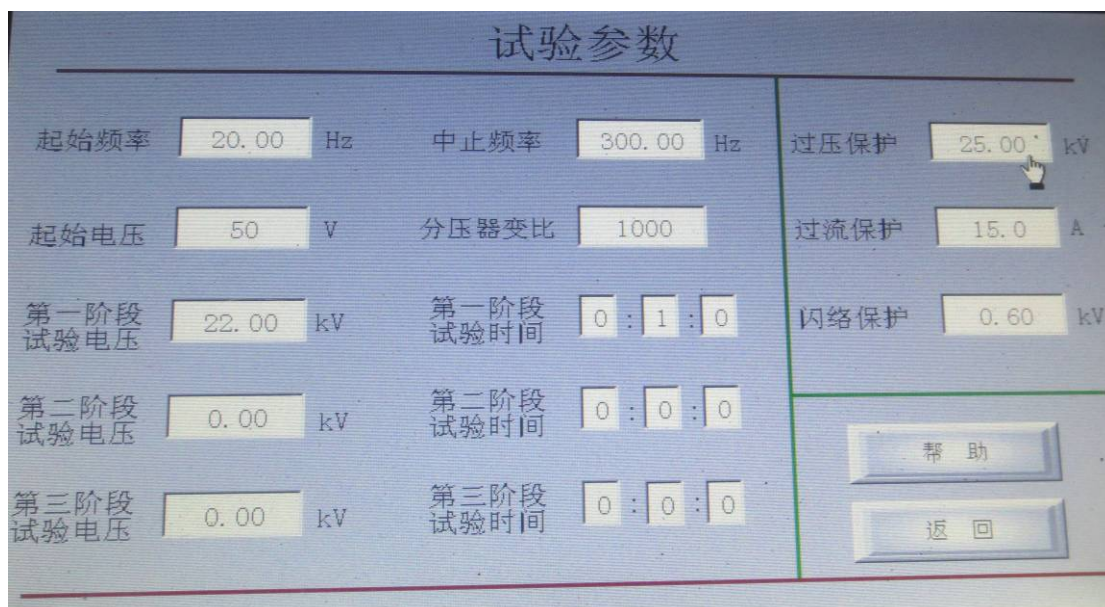 试验参数
起始频率 20.00 Hz 中止频率 300.00 Hz 过压保护 25.00 kV
起始电压 50 V 分压器变比 1000 过流保护 15.0 A
第一阶段 第一阶段
试验电压 22.00 kV 试验时间 0 : 1 : 0 闪络保护 0.60 kV
第二阶段 第二阶段
试验电压 0.00 kV 试验时间 0 : 0 : 0
帮 助
第三阶段 第三阶段
试验电压 0.00 kV 试验时间 0 : 0 : 0
返 回